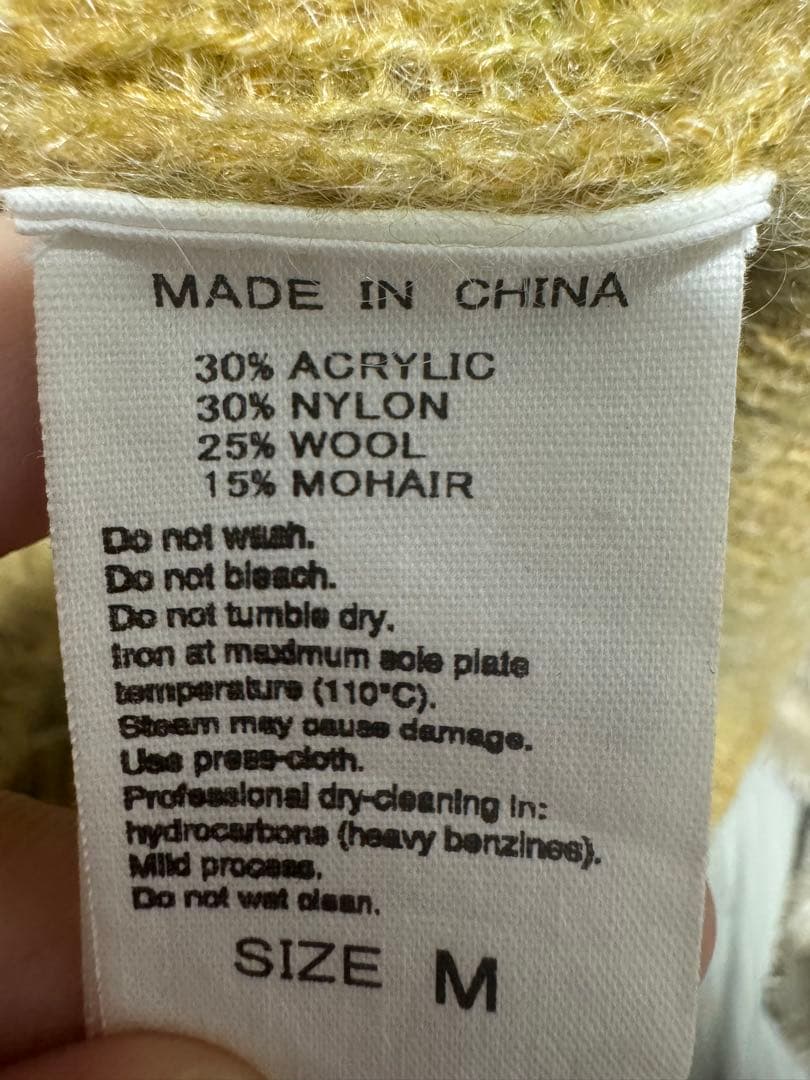 MADE IN CHINA
30% ACRYLIC
30% NYLON
25% WOOL
15% MOHAIR
Do not wash.
Do not bleach.
Do not tumble dry.
Iron at maximum sole plate
temperature (110°C).
Steam may cause damage.
Use press-cloth.
Professional dry-cleaning in:
hydrocarbons (heavy benzines).
Mild process.
Do not wet clean.
SIZE M